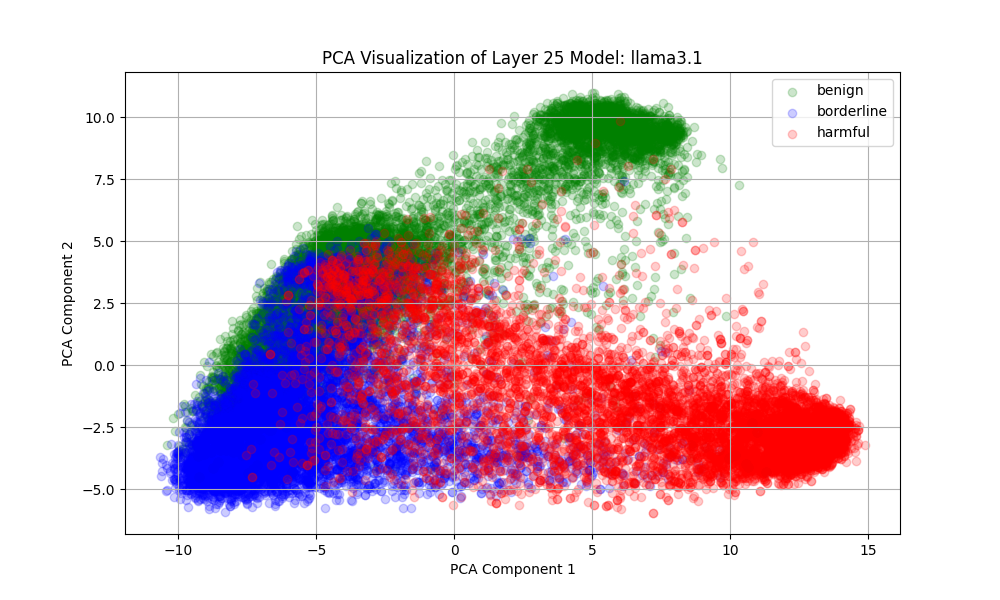 PCA Visualization of Layer 25 Model: llama3.1
benign
borderline
harmful
10.0
7.5
5.0
2.5
0.0
−2.5
−5.0
PCA Component 2
−10
−5
0
5
10
15
PCA Component 1